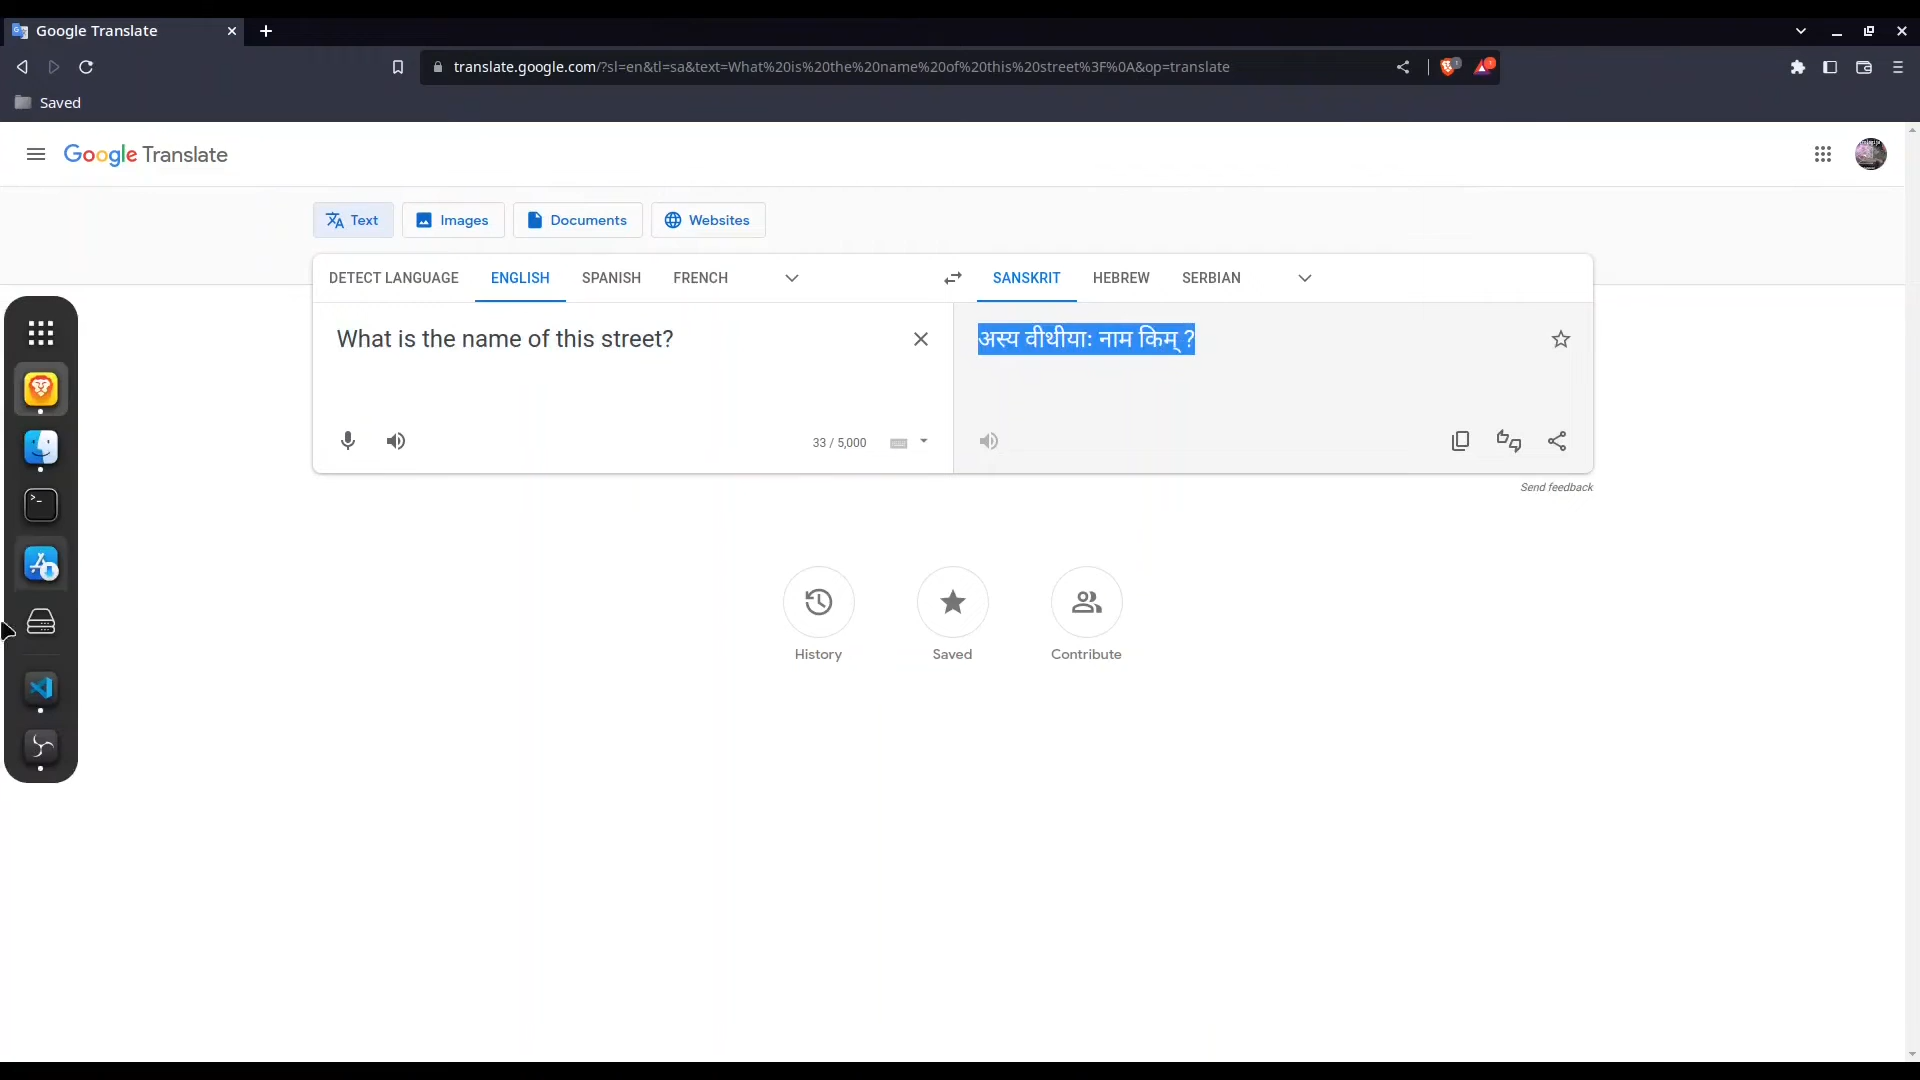 Google Translate
translate.google.com/?sl=en&tl=sa&text=What%20is%20the%20name%20of%20this%20street%3F%0A&op=translate
Saved
Google Translate
Text Images Documents Websites
DETECT LANGUAGE ENGLISH SPANISH FRENCH SANSKRIT HEBREW SERBIAN
What is the name of this street? अस्य वीथीयाः नाम किम् ?
33 / 5,000
Send feedback
History Saved Contribute